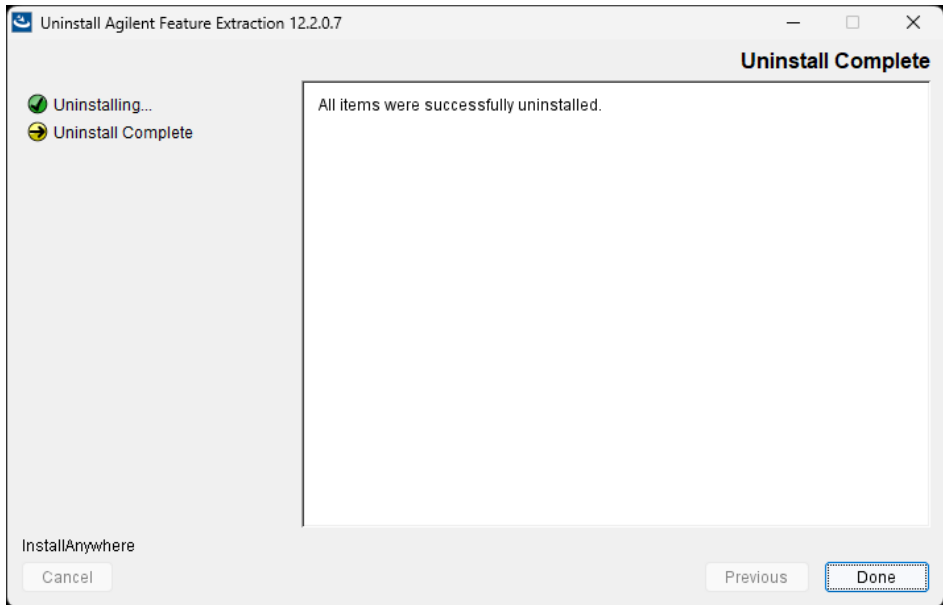 Uninstall Agilent Feature Extraction 12.2.0.7
Uninstall Complete
Uninstalling...
Uninstall Complete
All items were successfully uninstalled.
InstallAnywhere
Cancel
Previous
Done